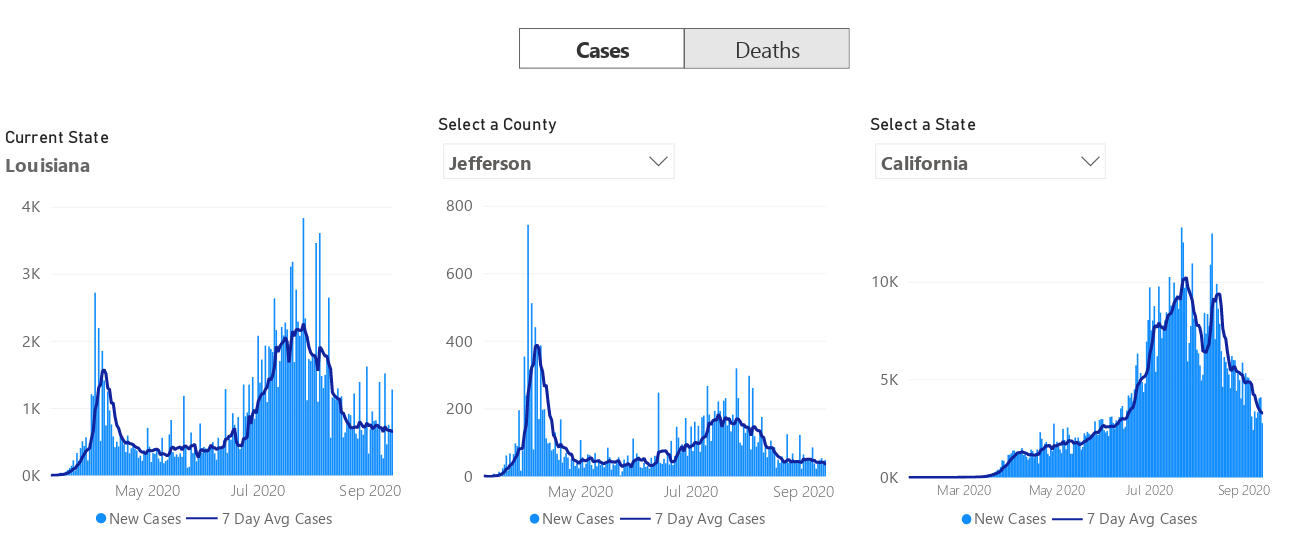 Cases Deaths
Current State
Louisiana
4K
3K
2K
1K
0K
May 2020 Jul 2020 Sep 2020
New Cases 7 Day Avg Cases
Select a County
Jefferson
800
600
400
200
0
May 2020 Jul 2020 Sep 2020
New Cases 7 Day Avg Cases
Select a State
California
10K
5K
0K
Mar 2020 May 2020 Jul 2020 Sep 2020
New Cases 7 Day Avg Cases